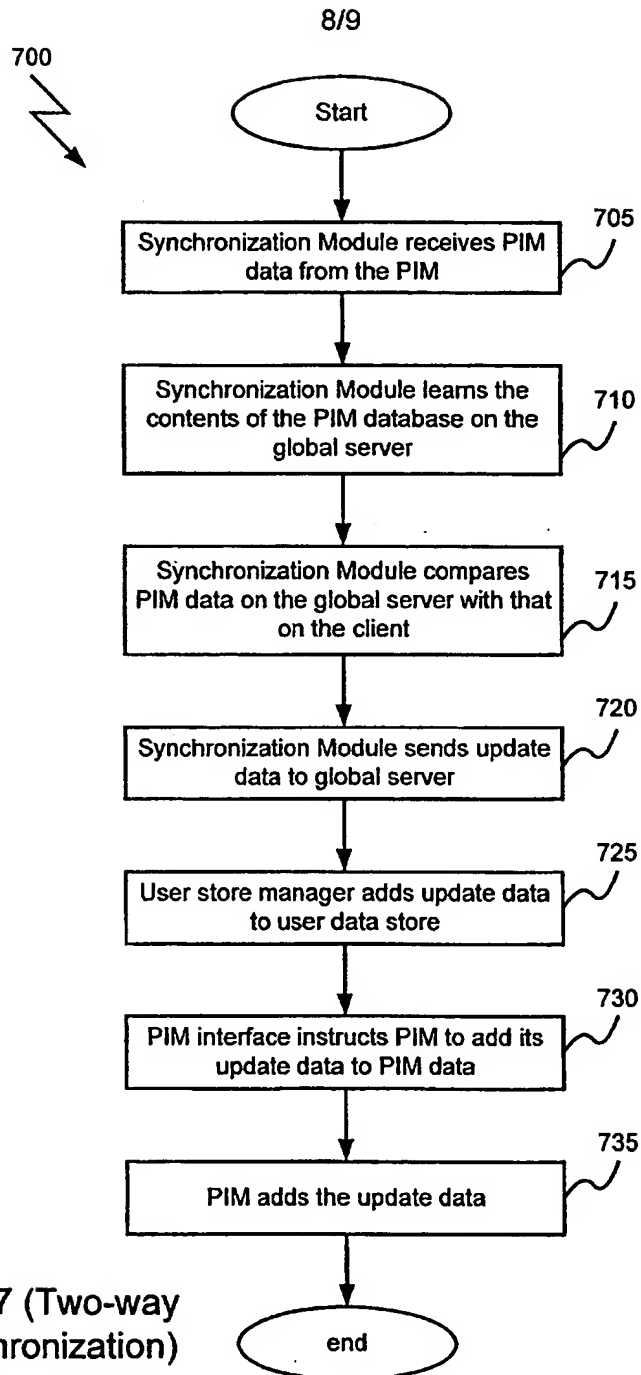 8/9
700
Start
Synchronization Module receives PIM
data from the PIM
705
Synchronization Module learns the
contents of the PIM database on the
global server
710
Synchronization Module compares
PIM data on the global server with that
on the client
715
Synchronization Module sends update
data to global server
720
User store manager adds update data
to user data store
725
PIM interface instructs PIM to add its
update data to PIM data
730
PIM adds the update data
735
7 (Two-way
hronization)
end